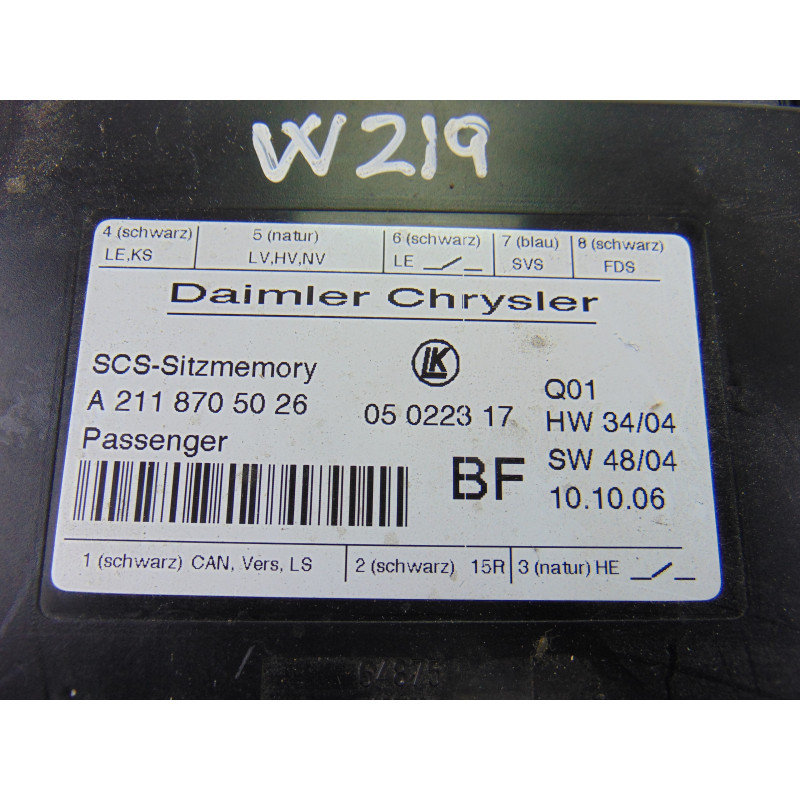 W219
4 (schwarz) 5 (natur) 6 (schwarz) 7 (blau) 8 (schwarz)
LE,KS LV,HV,NV LE SVS FDS
Daimler Chrysler
LK
SCS-Sitzmemory
Q01
A 211 870 50 26 05 0223 17 HW 34/04
Passenger
BF SW 48/04
10.10.06
1 (schwarz) CAN, Vers, LS 2 (schwarz) 15R 3 (natur) HE